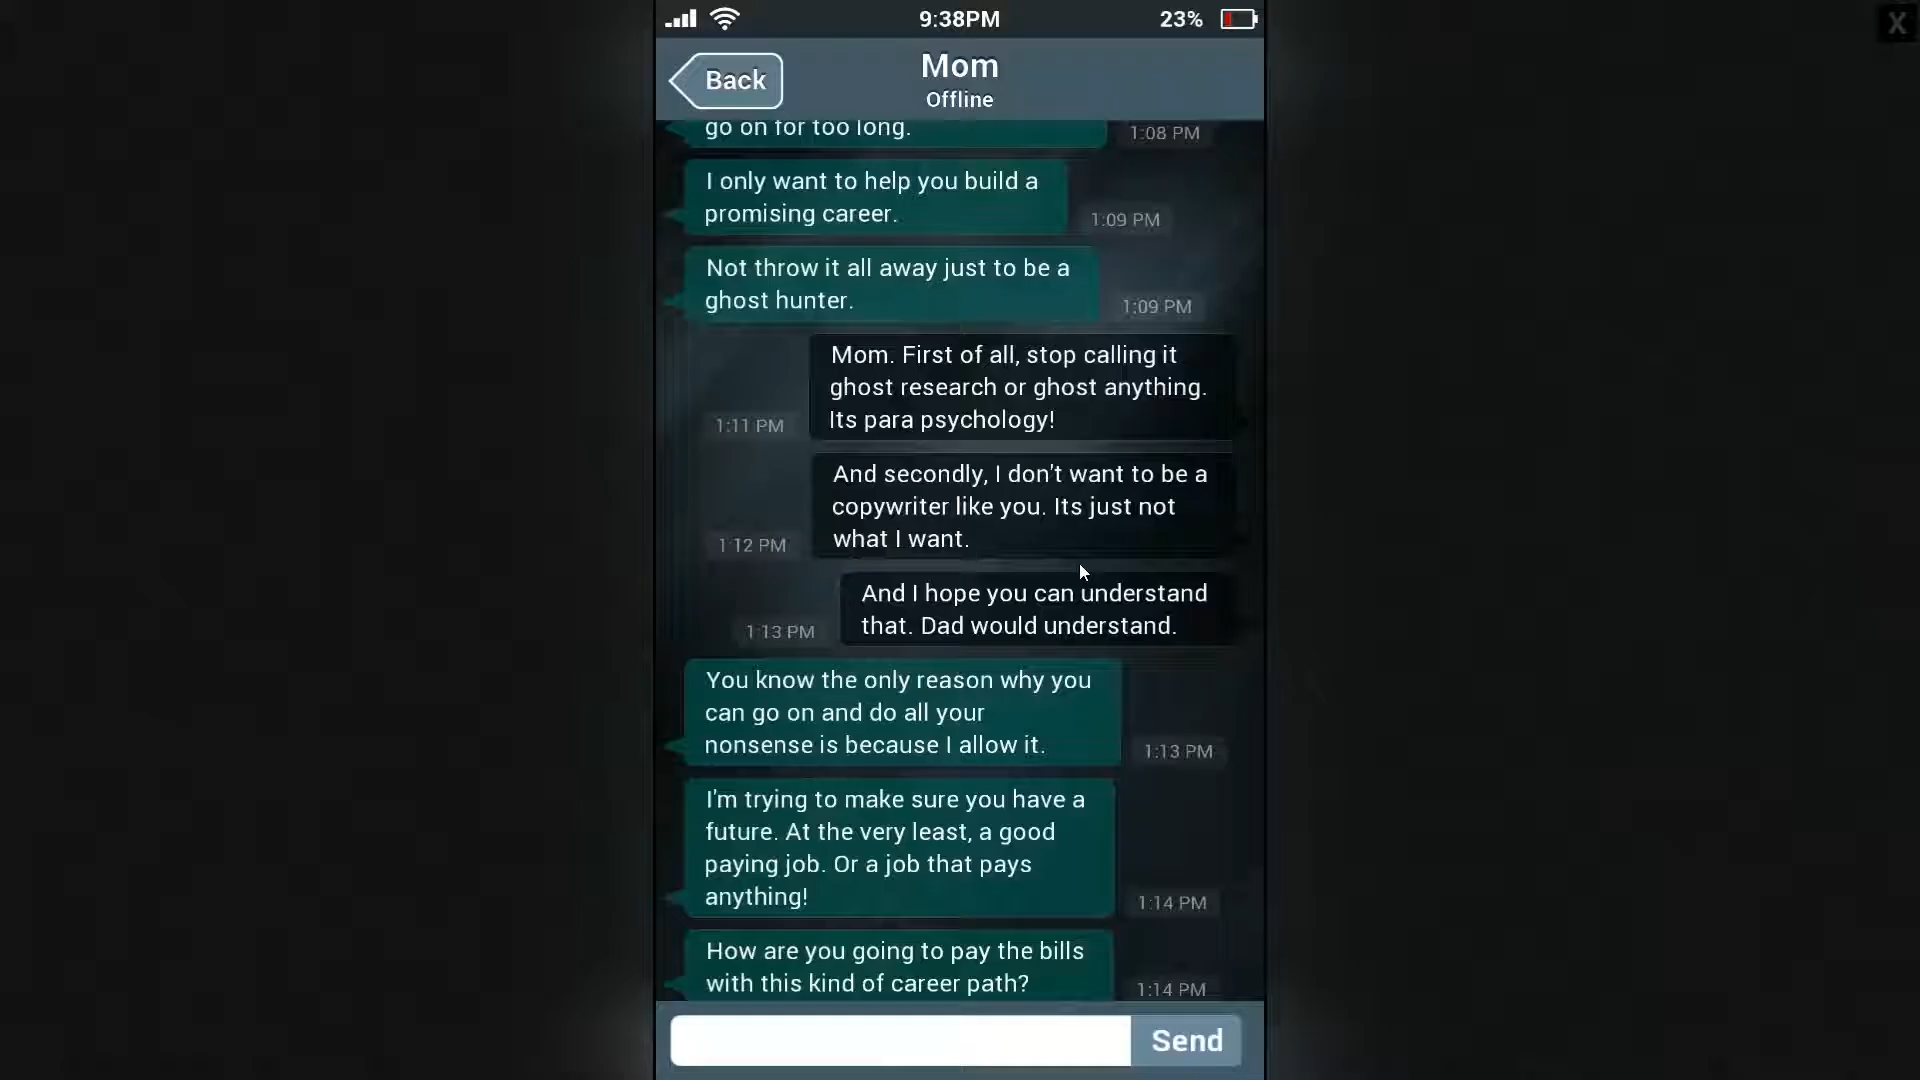 9:38PM
23%
X
Back
Mom
Offline
go on for too long.
1:08 PM
I only want to help you build a
promising career.
1:09 PM
Not throw it all away just to be a
ghost hunter.
1:09 PM
Mom. First of all, stop calling it
ghost research or ghost anything.
Its para psychology!
1:11 PM
And secondly, I don't want to be a
copywriter like you. Its just not
what I want.
1:12 PM
And I hope you can understand
that. Dad would understand.
1:13 PM
You know the only reason why you
can go on and do all your
nonsense is because I allow it.
1:13 PM
I'm trying to make sure you have a
future. At the very least, a good
paying job. Or a job that pays
anything!
1:14 PM
How are you going to pay the bills
with this kind of career path?
1:14 PM
Send